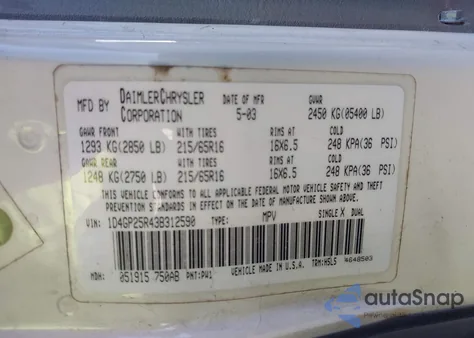 MFD BY DAIMLERCHRYSLER CORPORATION DATE OF MFR 5-03 GVWR 2450 KG(05400 LB)
GAWR FRONT WITH TIRES RIMS AT COLD
1293 KG(2850 LB) 215/65R16 16X6.5 248 KPA(36 PSI)
GAWR REAR WITH TIRES RIMS AT COLD
1248 KG(2750 LB) 215/65R16 16X6.5 248 KPA(36 PSI)
THIS VEHICLE CONFORMS TO ALL APPLICABLE FEDERAL MOTOR VEHICLE SAFETY AND THEFT
PREVENTION STANDARDS IN EFFECT ON THE DATE OF MANUFACTURE SHOWN ABOVE.
VIN: 1D4GP25R43B312590 TYPE: MPV SINGLE X DUAL
MDH: 051915 750AB PNT: PW1 VEHICLE MADE IN U.S.A. TRM: H5L5 4648503
autoSnap